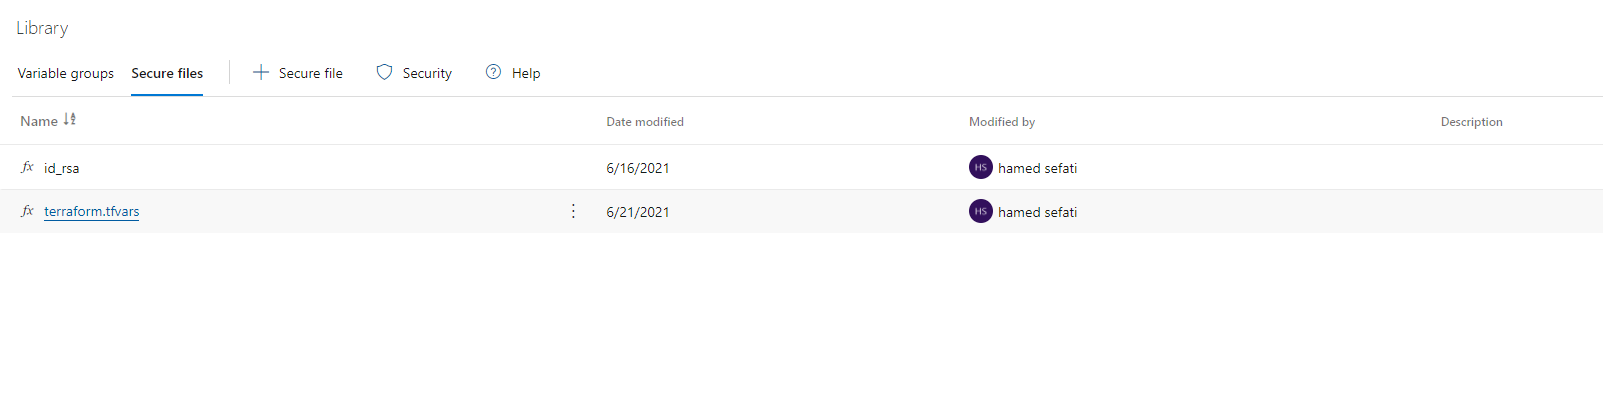 Library
Variable groups Secure files Secure file Security Help
Name Date modified Modified by Description
fx id_rsa 6/16/2021 HS hamed sefati
fx terraform.tfvars 6/21/2021 HS hamed sefati